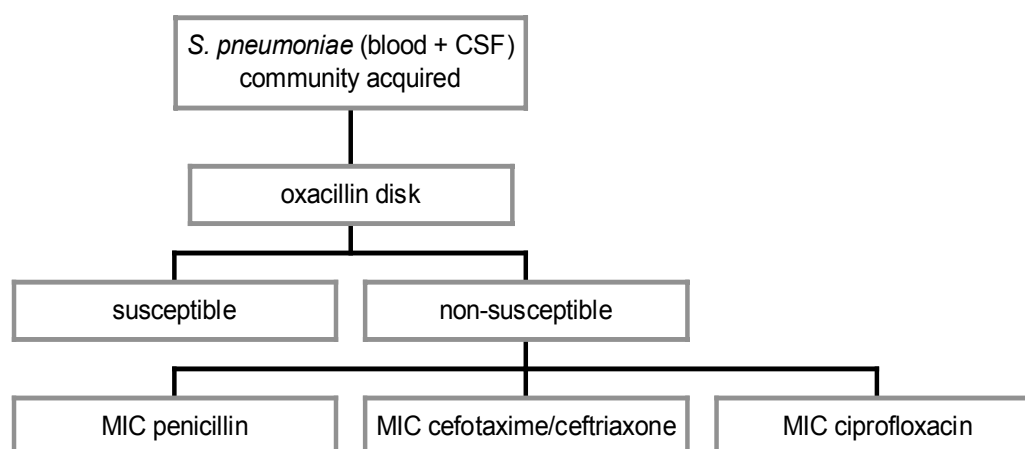 S. pneumoniae (blood + CSF)
community acquired
oxacillin disk
susceptible
non-susceptible
MIC penicillin
MIC cefotaxime/ceftriaxone
MIC ciprofloxacin